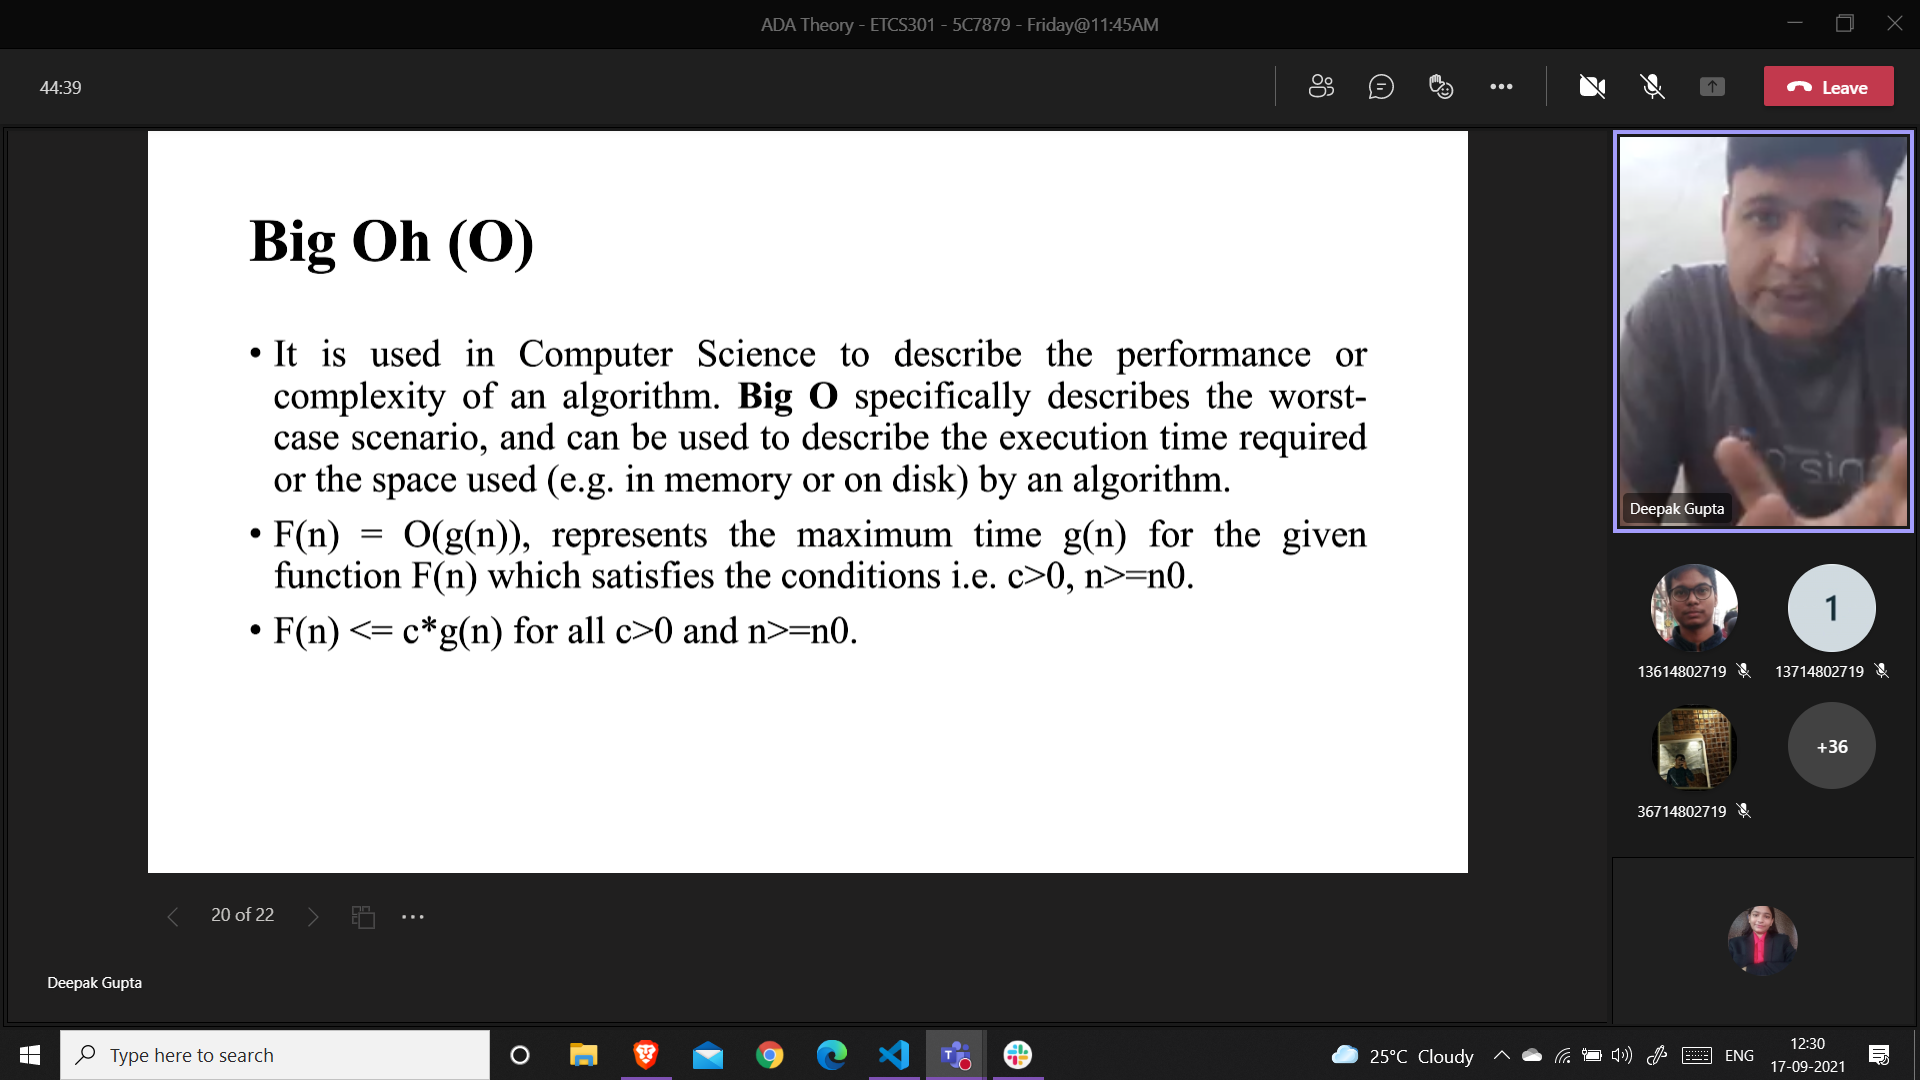 ADA Theory - ETCS301 - 5C7879 - Friday@11:45AM
44:39
Leave
Big Oh (O)
• It is used in Computer Science to describe the performance or
complexity of an algorithm. Big O specifically describes the worst-
case scenario, and can be used to describe the execution time required
or the space used (e.g. in memory or on disk) by an algorithm.
• F(n) = O(g(n)), represents the maximum time g(n) for the given
function F(n) which satisfies the conditions i.e. c>0, n>=n0.
• F(n) <= c*g(n) for all c>0 and n>=n0.
Deepak Gupta
1
13614802719
13714802719
+36
36714802719
20 of 22
Deepak Gupta
Type here to search
25°C Cloudy
ENG
12:30
17-09-2021